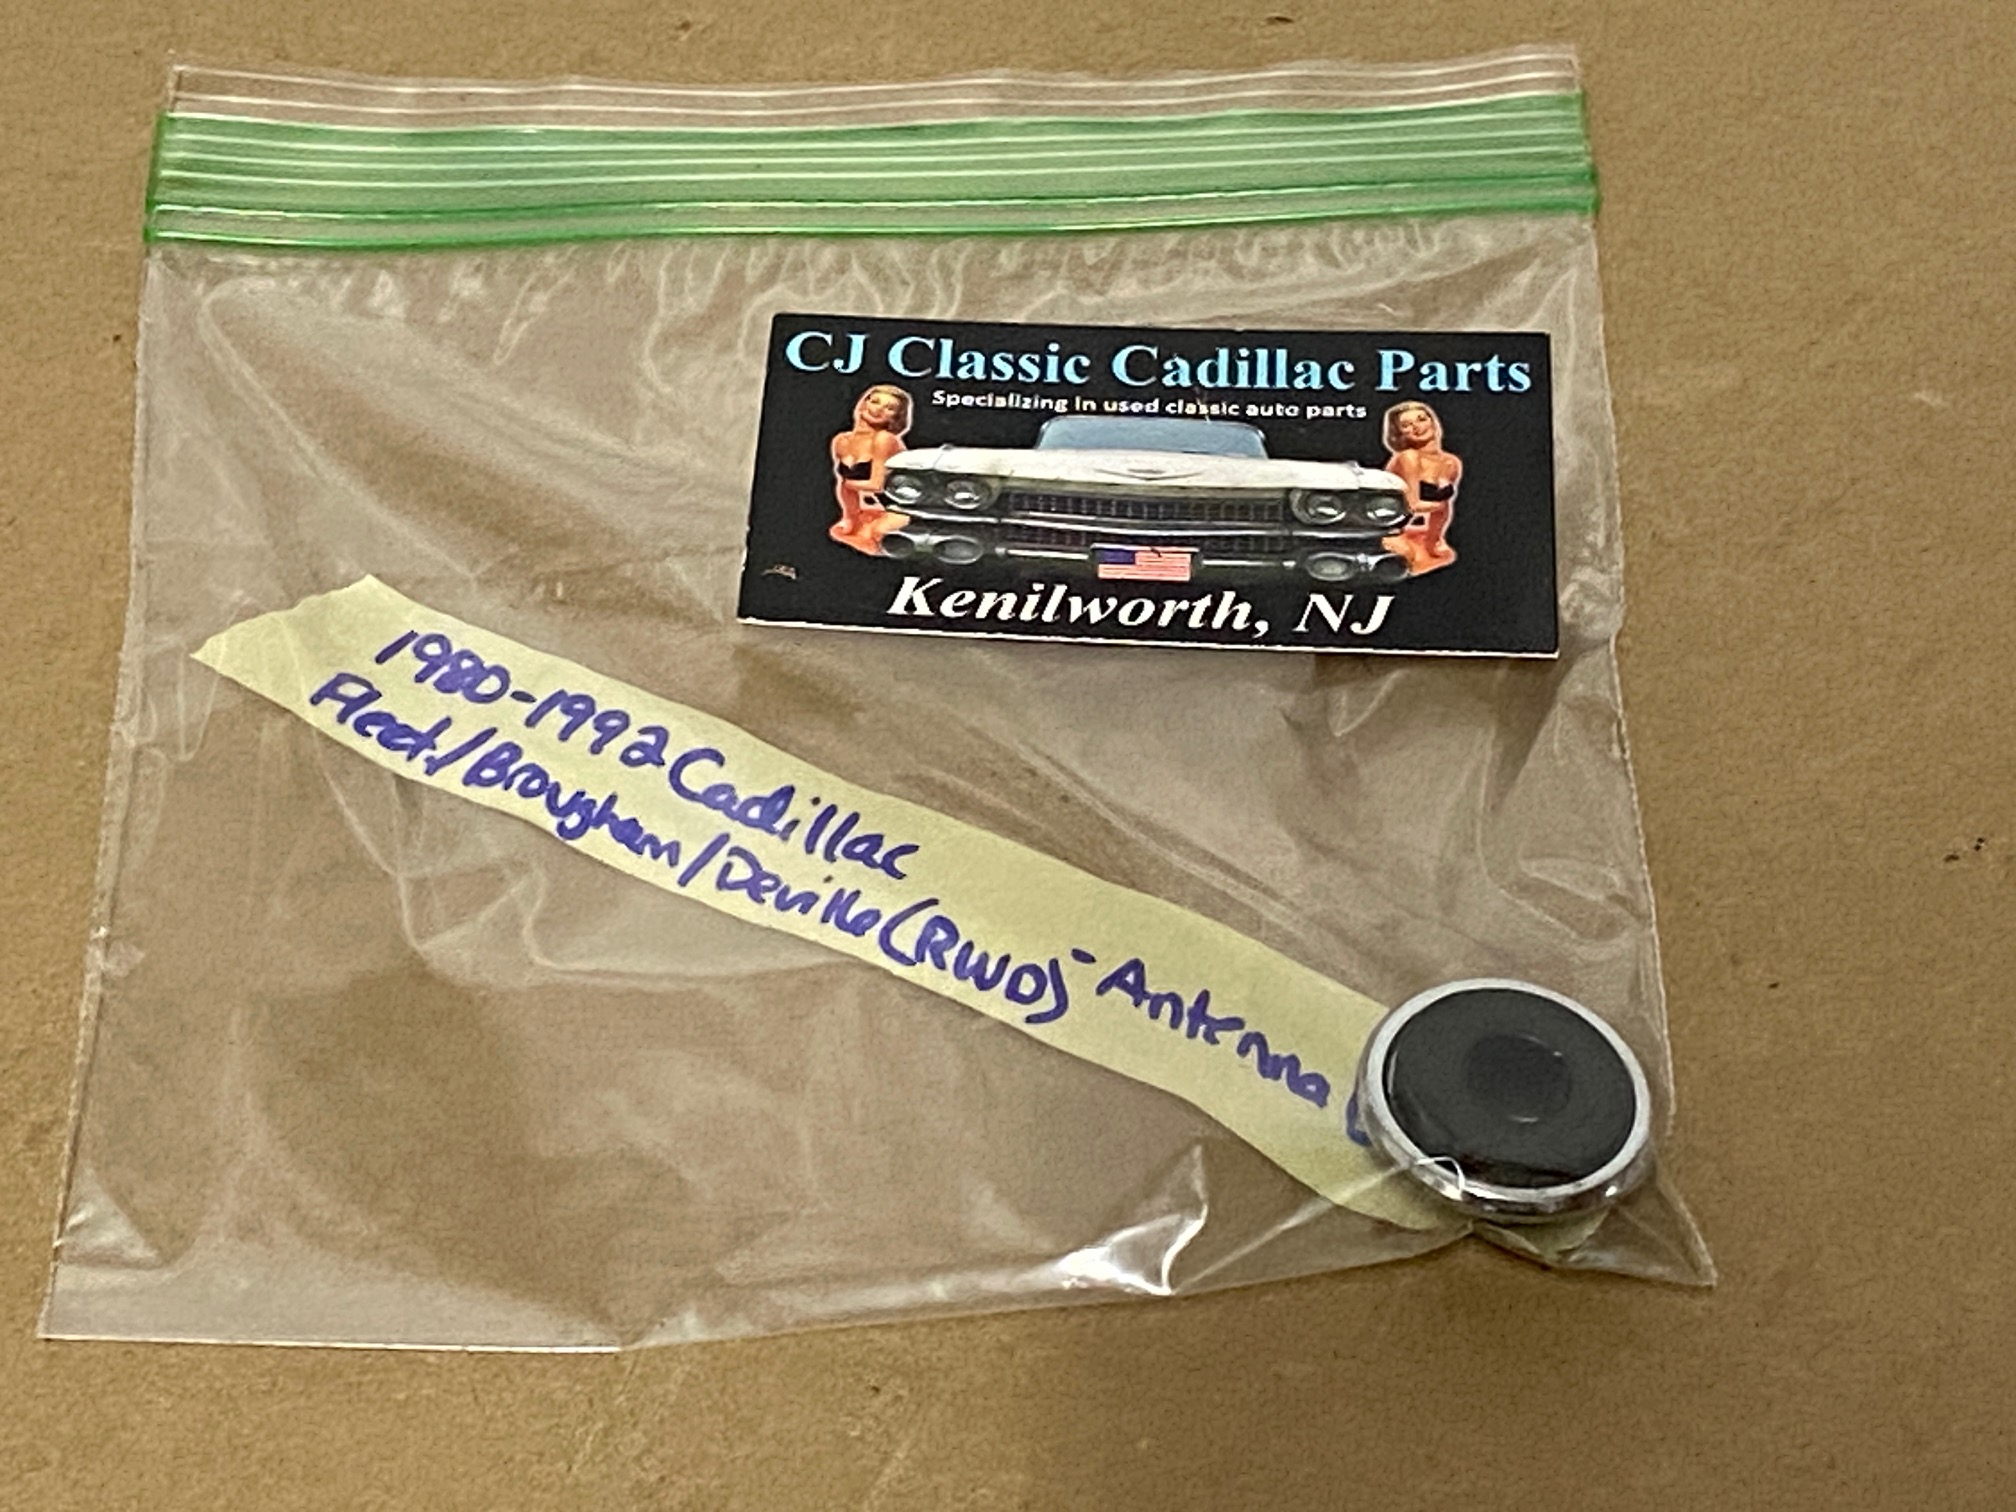 CJ Classic Cadillac Parts
Specializing in used classic auto parts
Kenilworth, NJ
1980-1992 Cadillac
Fleet./Brougham/Deville (RWD) - Antenna